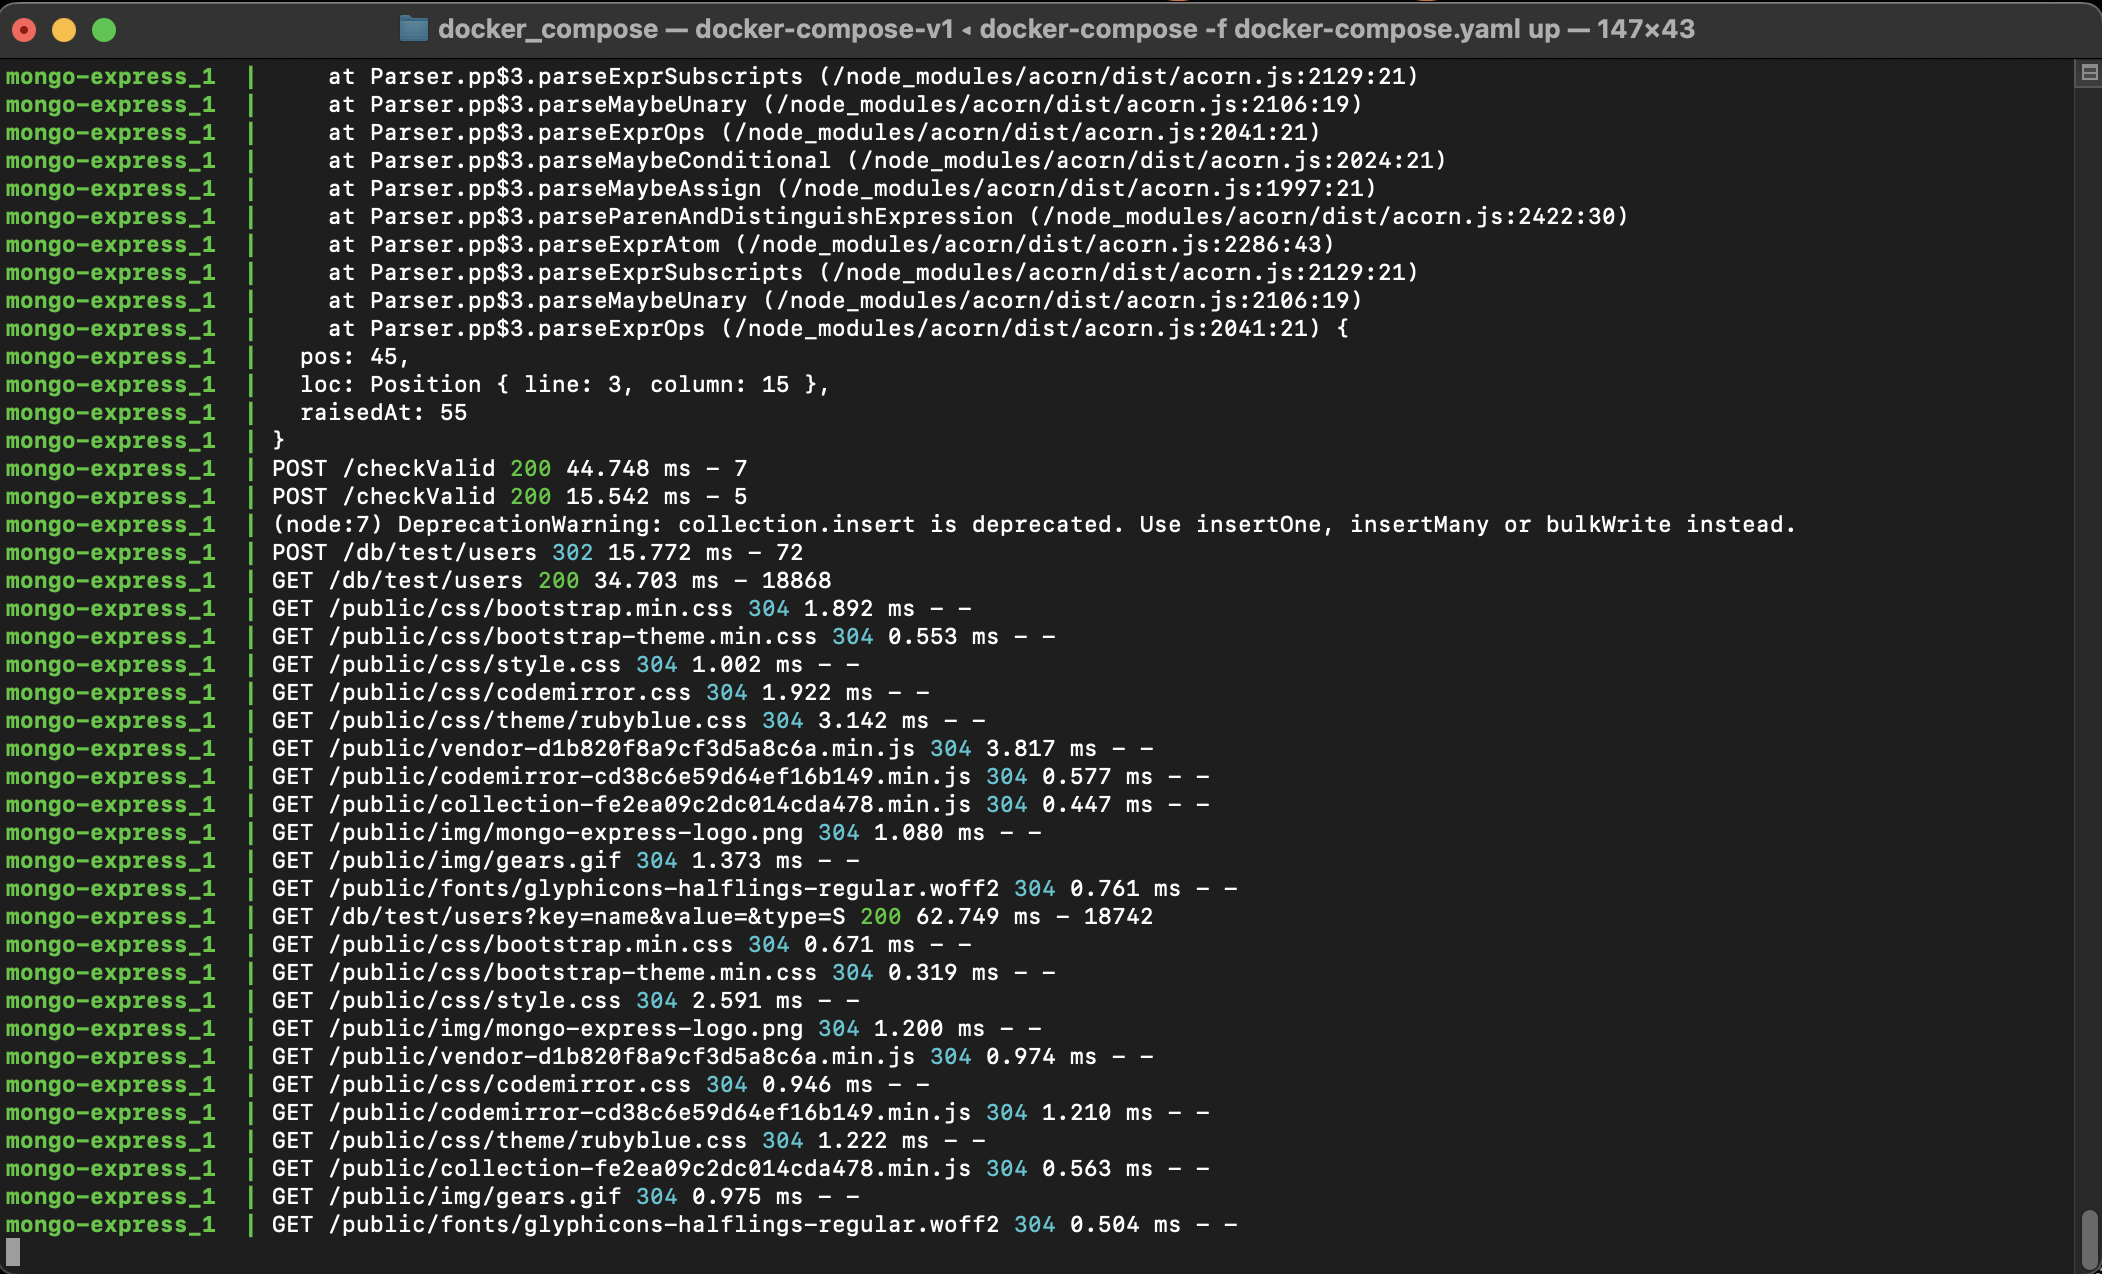 docker_compose — docker-compose-v1 ◂ docker-compose -f docker-compose.yaml up — 147×43
mongo-express_1  |     at Parser.pp$3.parseExprSubscripts (/node_modules/acorn/dist/acorn.js:2129:21)
mongo-express_1  |     at Parser.pp$3.parseMaybeUnary (/node_modules/acorn/dist/acorn.js:2106:19)
mongo-express_1  |     at Parser.pp$3.parseExprOps (/node_modules/acorn/dist/acorn.js:2041:21)
mongo-express_1  |     at Parser.pp$3.parseMaybeConditional (/node_modules/acorn/dist/acorn.js:2024:21)
mongo-express_1  |     at Parser.pp$3.parseMaybeAssign (/node_modules/acorn/dist/acorn.js:1997:21)
mongo-express_1  |     at Parser.pp$3.parseParenAndDistinguishExpression (/node_modules/acorn/dist/acorn.js:2422:30)
mongo-express_1  |     at Parser.pp$3.parseExprAtom (/node_modules/acorn/dist/acorn.js:2286:43)
mongo-express_1  |     at Parser.pp$3.parseExprSubscripts (/node_modules/acorn/dist/acorn.js:2129:21)
mongo-express_1  |     at Parser.pp$3.parseMaybeUnary (/node_modules/acorn/dist/acorn.js:2106:19)
mongo-express_1  |     at Parser.pp$3.parseExprOps (/node_modules/acorn/dist/acorn.js:2041:21) {
mongo-express_1  |   pos: 45,
mongo-express_1  |   loc: Position { line: 3, column: 15 },
mongo-express_1  |   raisedAt: 55
mongo-express_1  | }
mongo-express_1  | POST /checkValid 200 44.748 ms - 7
mongo-express_1  | POST /checkValid 200 15.542 ms - 5
mongo-express_1  | (node:7) DeprecationWarning: collection.insert is deprecated. Use insertOne, insertMany or bulkWrite instead.
mongo-express_1  | POST /db/test/users 302 15.772 ms - 72
mongo-express_1  | GET /db/test/users 200 34.703 ms - 18868
mongo-express_1  | GET /public/css/bootstrap.min.css 304 1.892 ms - -
mongo-express_1  | GET /public/css/bootstrap-theme.min.css 304 0.553 ms - -
mongo-express_1  | GET /public/css/style.css 304 1.002 ms - -
mongo-express_1  | GET /public/css/codemirror.css 304 1.922 ms - -
mongo-express_1  | GET /public/css/theme/rubyblue.css 304 3.142 ms - -
mongo-express_1  | GET /public/vendor-d1b820f8a9cf3d5a8c6a.min.js 304 3.817 ms - -
mongo-express_1  | GET /public/codemirror-cd38c6e59d64ef16b149.min.js 304 0.577 ms - -
mongo-express_1  | GET /public/collection-fe2ea09c2dc014cda478.min.js 304 0.447 ms - -
mongo-express_1  | GET /public/img/mongo-express-logo.png 304 1.080 ms - -
mongo-express_1  | GET /public/img/gears.gif 304 1.373 ms - -
mongo-express_1  | GET /public/fonts/glyphicons-halflings-regular.woff2 304 0.761 ms - -
mongo-express_1  | GET /db/test/users?key=name&value=&type=S 200 62.749 ms - 18742
mongo-express_1  | GET /public/css/bootstrap.min.css 304 0.671 ms - -
mongo-express_1  | GET /public/css/bootstrap-theme.min.css 304 0.319 ms - -
mongo-express_1  | GET /public/css/style.css 304 2.591 ms - -
mongo-express_1  | GET /public/img/mongo-express-logo.png 304 1.200 ms - -
mongo-express_1  | GET /public/vendor-d1b820f8a9cf3d5a8c6a.min.js 304 0.974 ms - -
mongo-express_1  | GET /public/css/codemirror.css 304 0.946 ms - -
mongo-express_1  | GET /public/codemirror-cd38c6e59d64ef16b149.min.js 304 1.210 ms - -
mongo-express_1  | GET /public/css/theme/rubyblue.css 304 1.222 ms - -
mongo-express_1  | GET /public/collection-fe2ea09c2dc014cda478.min.js 304 0.563 ms - -
mongo-express_1  | GET /public/img/gears.gif 304 0.975 ms - -
mongo-express_1  | GET /public/fonts/glyphicons-halflings-regular.woff2 304 0.504 ms - -